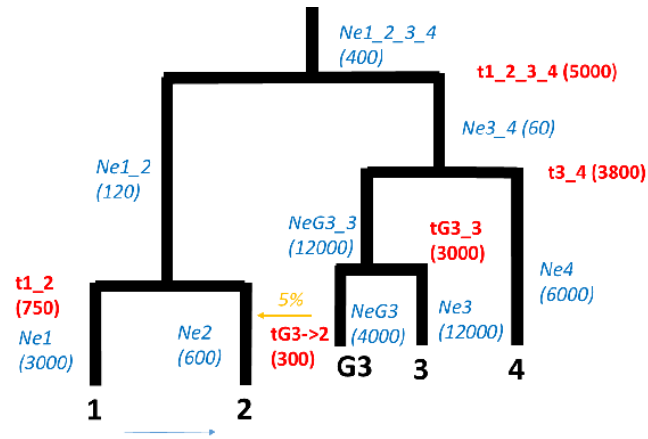 Ne1_2_3_4
(400)
t1_2_3_4 (5000)
Ne3_4 (60)
Ne1_2
(120)
t3_4 (3800)
NeG3_3
(12000)
tG3_3
(3000)
t1_2
(750)
Ne1
(3000)
Ne2
(600)
5%
tG3->2
(300)
NeG3
(4000)
Ne3
(12000)
Ne4
(6000)
G3
3
4
1
2